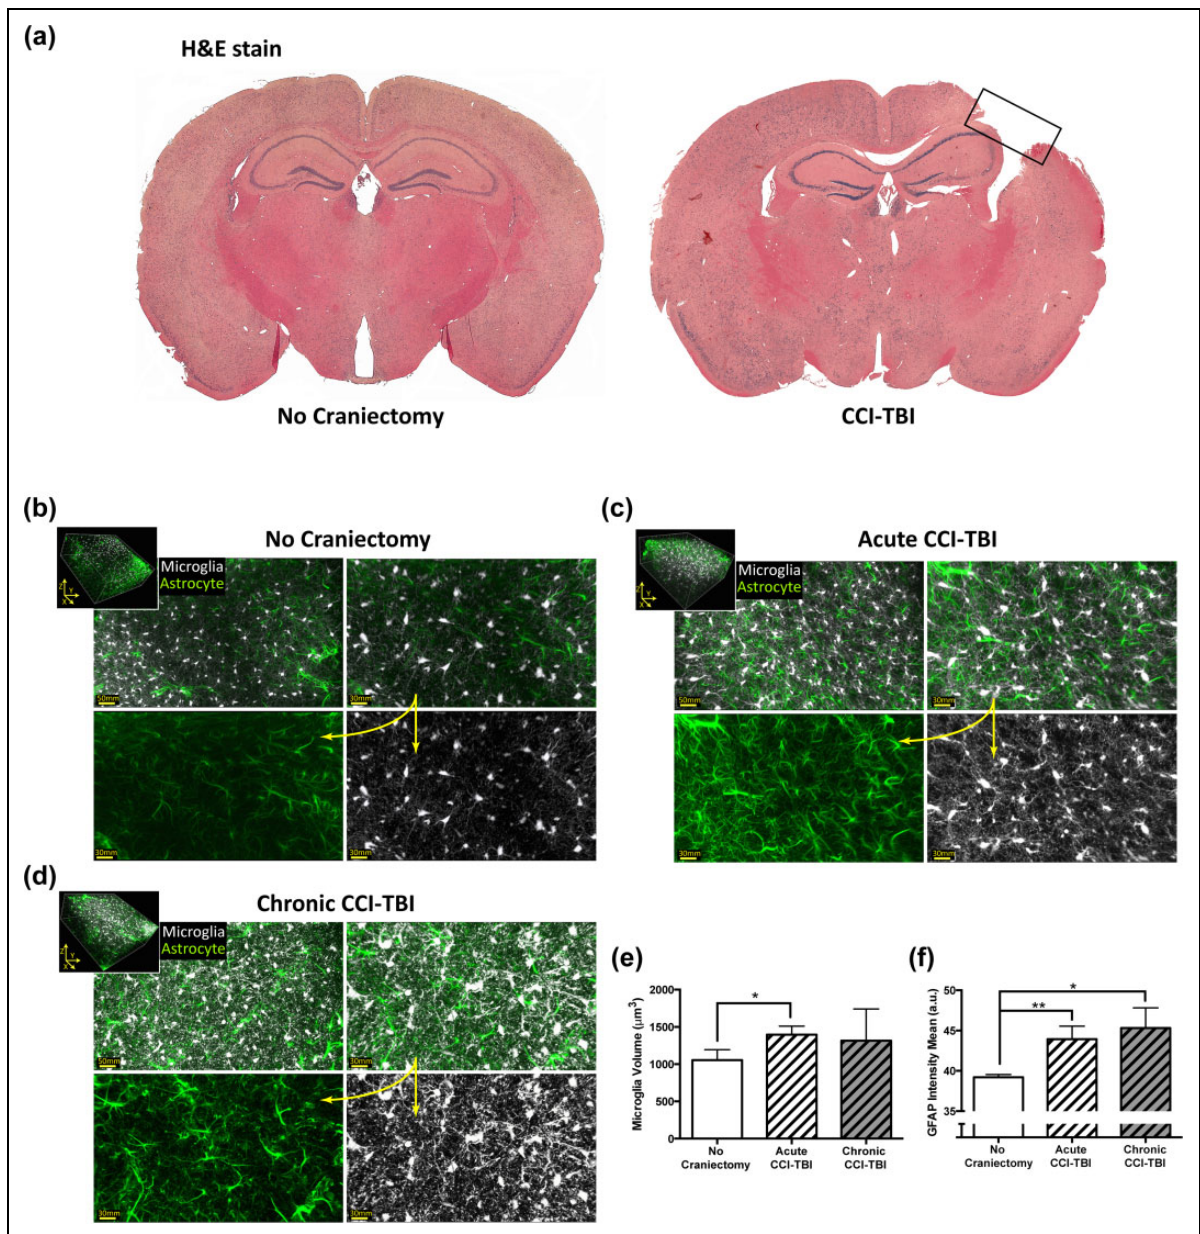 (a)
H&E stain
No Craniectomy
CCI-TBI
(b)
No Craniectomy
Microglia
Astrocyte
Z
Y
X
50mm
30mm
30mm
30mm
(c)
Acute CCI-TBI
Microglia
Astrocyte
Z
Y
X
50mm
30mm
30mm
30mm
(d)
Chronic CCI-TBI
Microglia
Astrocyte
Z
Y
X
50mm
30mm
30mm
30mm
(e)
Microglia Volume (μm³)
2000
1500
1000
500
0
*
No Craniectomy
Acute CCI-TBI
Chronic CCI-TBI
(f)
GFAP Intensity Mean (a.u.)
50
45
40
35
*
**
No Craniectomy
Acute CCI-TBI
Chronic CCI-TBI